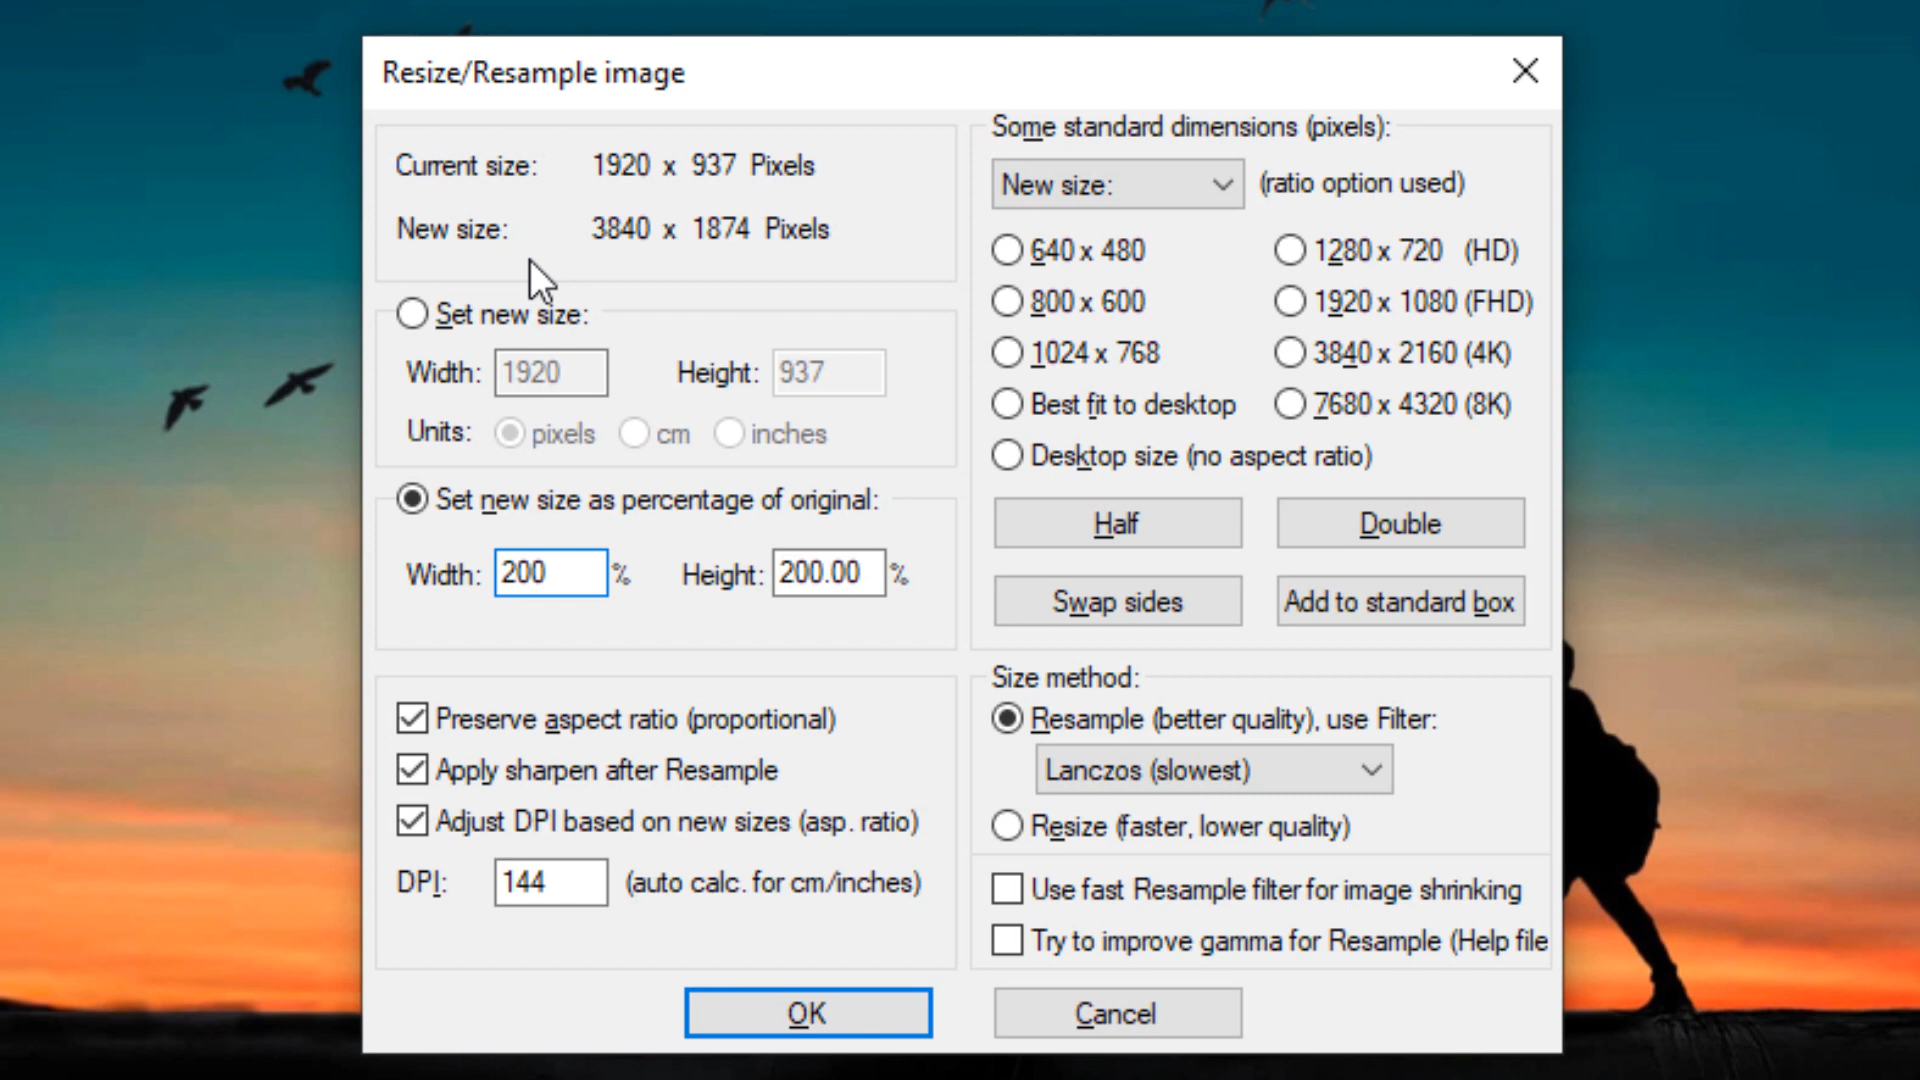 Resize/Resample image
Current size: 1920 x 937 Pixels
New size: 3840 x 1874 Pixels
Set new size:
Width: 1920 Height: 937
Units: pixels cm inches
Set new size as percentage of original:
Width: 200 % Height: 200.00 %
Preserve aspect ratio (proportional)
Apply sharpen after Resample
Adjust DPI based on new sizes (asp. ratio)
DPI: 144 (auto calc. for cm/inches)
Some standard dimensions (pixels):
New size: (ratio option used)
640 x 480 1280 x 720 (HD)
800 x 600 1920 x 1080 (FHD)
1024 x 768 3840 x 2160 (4K)
Best fit to desktop 7680 x 4320 (8K)
Desktop size (no aspect ratio)
Half Double
Swap sides Add to standard box
Size method:
Resample (better quality), use Filter:
Lanczos (slowest)
Resize (faster, lower quality)
Use fast Resample filter for image shrinking
Try to improve gamma for Resample (Help file
OK Cancel